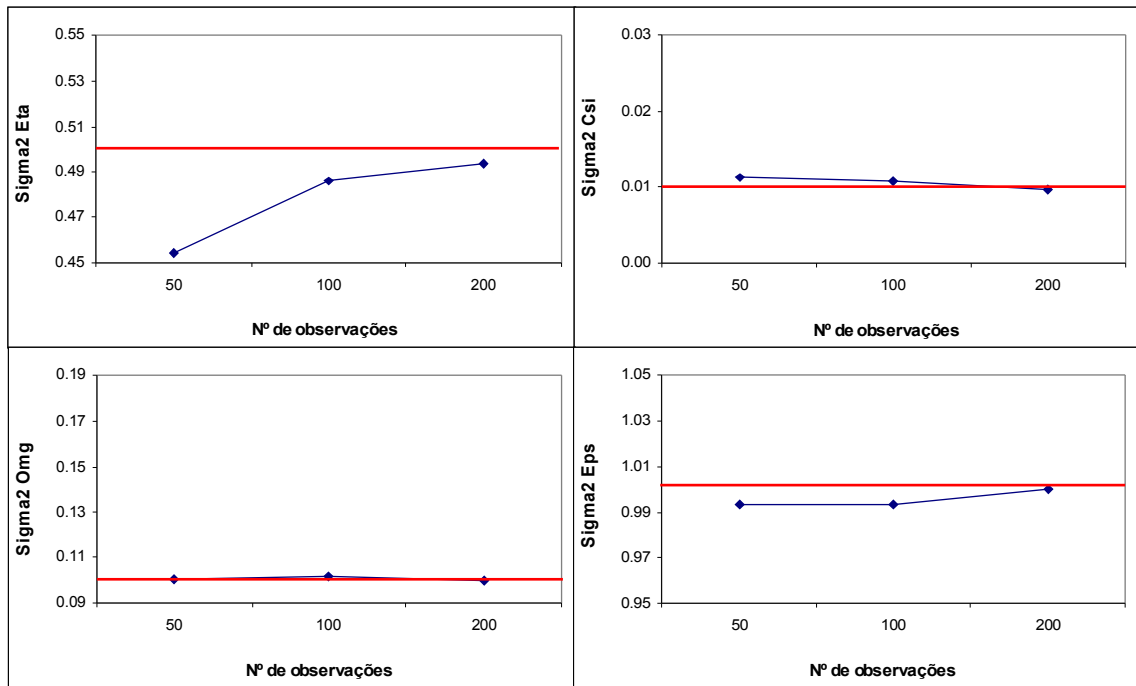 Sigma2 Eta
0.55
0.53
0.51
0.49
0.47
0.45
50 100 200
Nº de observações
Sigma2 Csi
0.03
0.02
0.01
0.00
50 100 200
Nº de observações
Sigma2 Omg
0.19
0.17
0.15
0.13
0.11
0.09
50 100 200
Nº de observações
Sigma2 Eps
1.05
1.03
1.01
0.99
0.97
0.95
50 100 200
Nº de observações